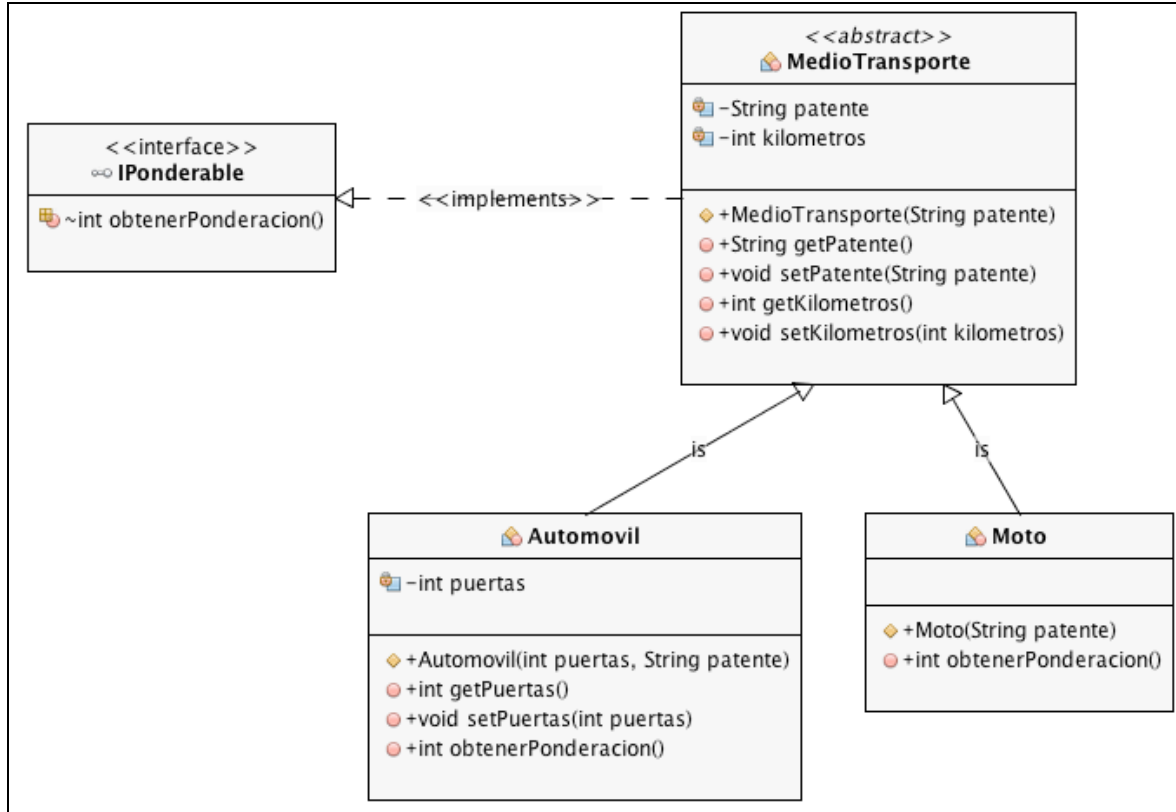 <<abstract>>
MedioTransporte
-String patente
-int kilometros
+MedioTransporte(String patente)
+String getPatente()
+void setPatente(String patente)
+int getKilometros()
+void setKilometros(int kilometros)
<<interface>>
IPonderable
~int obtenerPonderacion()
<<implements>>
is
is
Automovil
-int puertas
+Automovil(int puertas, String patente)
+int getPuertas()
+void setPuertas(int puertas)
+int obtenerPonderacion()
Moto
+Moto(String patente)
+int obtenerPonderacion()